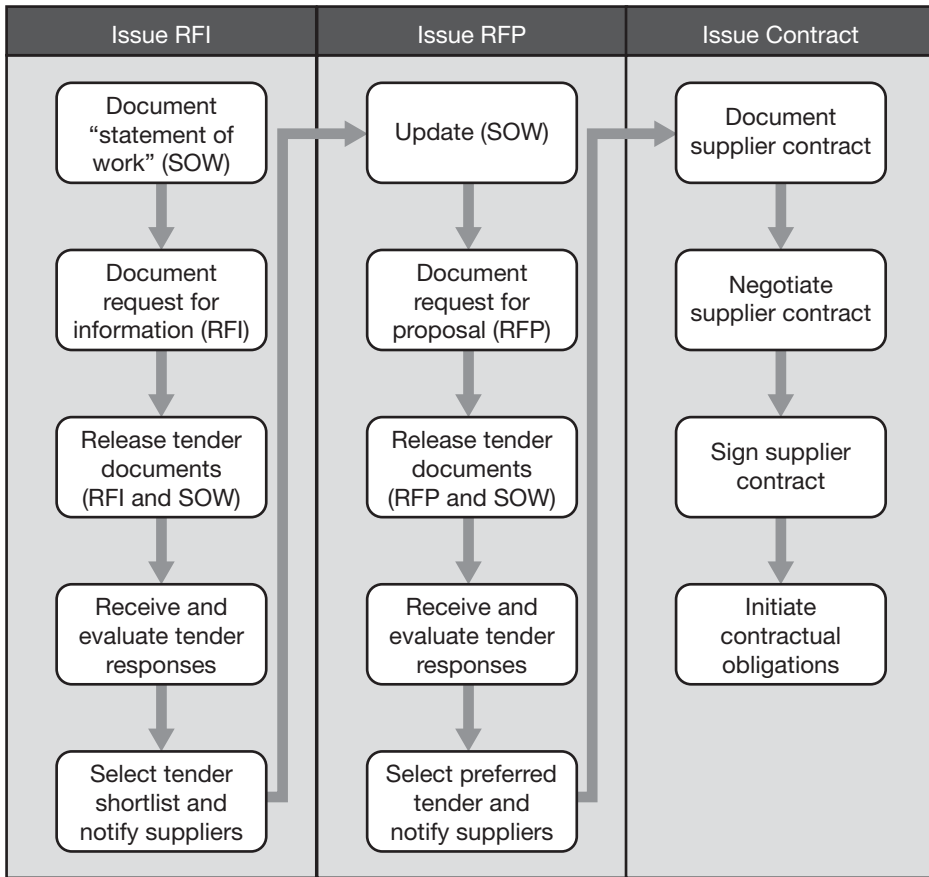 Issue RFI
Issue RFP
Issue Contract
Document
“statement of
work” (SOW)
Document
request for
information (RFI)
Release tender
documents
(RFI and SOW)
Receive and
evaluate tender
responses
Select tender
shortlist and
notify suppliers
Update (SOW)
Document
request for
proposal (RFP)
Release tender
documents
(RFP and SOW)
Receive and
evaluate tender
responses
Select preferred
tender and
notify suppliers
Document
supplier contract
Negotiate
supplier contract
Sign supplier
contract
Initiate
contractual
obligations